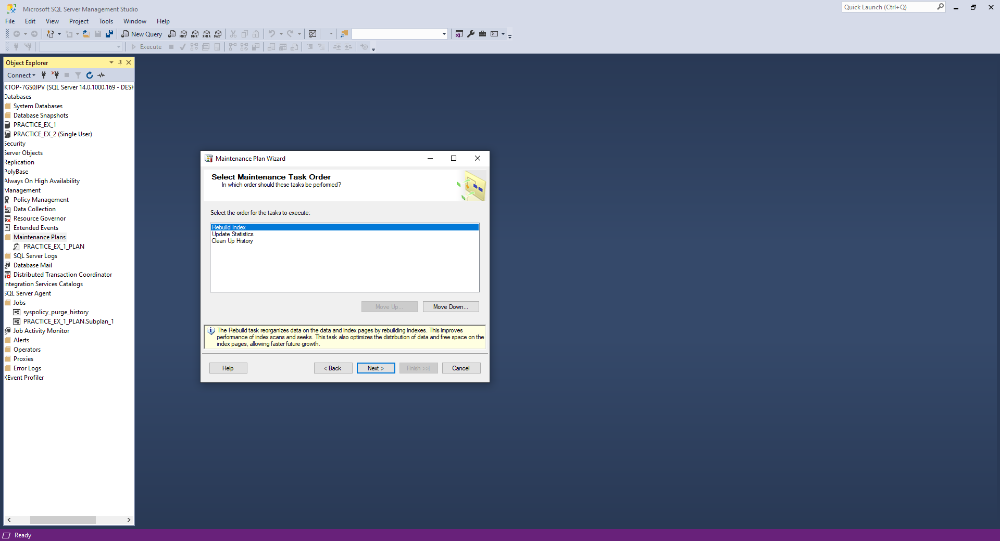 Microsoft SQL Server Management Studio
Quick Launch (Ctrl+Q)
File Edit View Project Tools Window Help
New Query
MDX DMX XMLA DAX
Execute
Object Explorer
Connect
KTOP-7GS0JPV (SQL Server 14.0.1000.169 - DESK
Databases
System Databases
Database Snapshots
PRACTICE_EX_1
PRACTICE_EX_2 (Single User)
Security
Server Objects
Replication
PolyBase
Always On High Availability
Management
Policy Management
Data Collection
Resource Governor
Extended Events
Maintenance Plans
PRACTICE_EX_1_PLAN
SQL Server Logs
Database Mail
Distributed Transaction Coordinator
ntegration Services Catalogs
SQL Server Agent
Jobs
syspolicy_purge_history
PRACTICE_EX_1_PLAN.Subplan_1
Job Activity Monitor
Alerts
Operators
Proxies
Error Logs
XEvent Profiler
Maintenance Plan Wizard
Select Maintenance Task Order
In which order should these tasks be performed?
Select the order for the tasks to execute:
Rebuild Index
Update Statistics
Clean Up History
Move Up...
Move Down...
The Rebuild task reorganizes data on the data and index pages by rebuilding indexes. This improves
performance of index scans and seeks. This task also optimizes the distribution of data and free space on the
index pages, allowing faster future growth.
Help
< Back
Next >
Finish >>|
Cancel
Ready